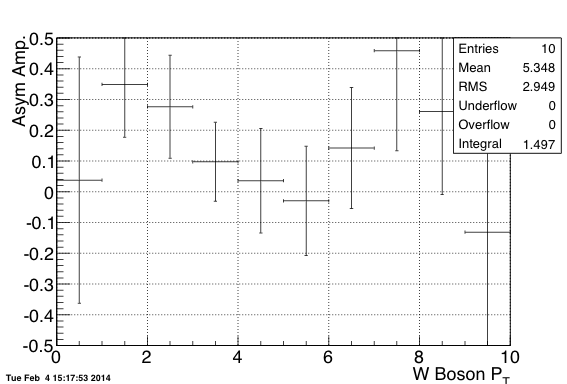 Entries 10
Mean 5.348
RMS 2.949
Underflow 0
Overflow 0
Integral 1.497
Asym Amp.
0.5
0.4
0.3
0.2
0.1
0
-0.1
-0.2
-0.3
-0.4
-0.5
0 2 4 6 8 10
W Boson P_T
Tue Feb 4 15:17:53 2014